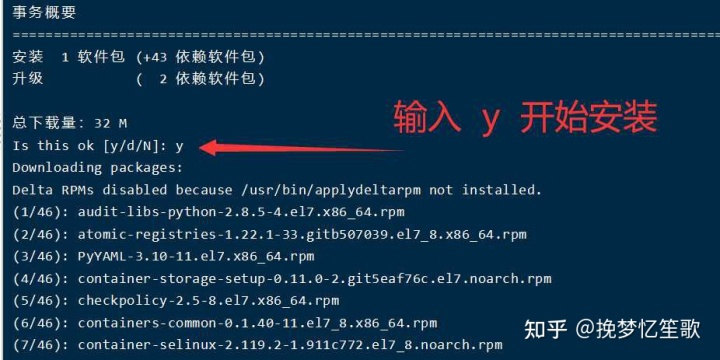 事务概要
================================================================================
安装  1 软件包 (+43 依赖软件包)
升级           (  2 依赖软件包)
总下载量：32 M
Is this ok [y/d/N]: y
输入 y 开始安装
Downloading packages:
Delta RPMs disabled because /usr/bin/applydeltarpm not installed.
(1/46): audit-libs-python-2.8.5-4.el7.x86_64.rpm
(2/46): atomic-registries-1.22.1-33.gitb507039.el7_8.x86_64.rpm
(3/46): PyYAML-3.10-11.el7.x86_64.rpm
(4/46): container-storage-setup-0.11.0-2.git5eaf76c.el7.noarch.rpm
(5/46): checkpolicy-2.5-8.el7.x86_64.rpm
(6/46): containers-common-0.1.40-11.el7_8.x86_64.rpm
(7/46): container-selinux-2.119.2-1.911c772.el7_8.noarch.rpm
知乎 @挽梦忆笙歌